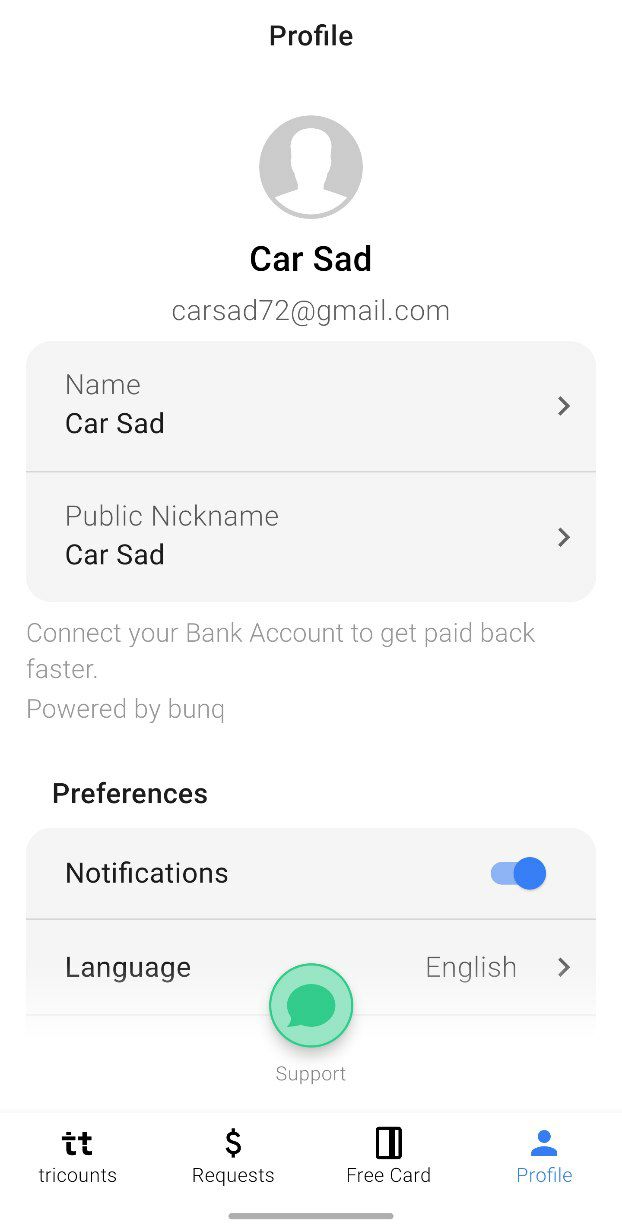 Profile
Car Sad
carsad72@gmail.com
Name
Car Sad
Public Nickname
Car Sad
Connect your Bank Account to get paid back
faster.
Powered by bunq
Preferences
Notifications
Language English
Support
tt
tricounts
$
Requests
Free Card
Profile